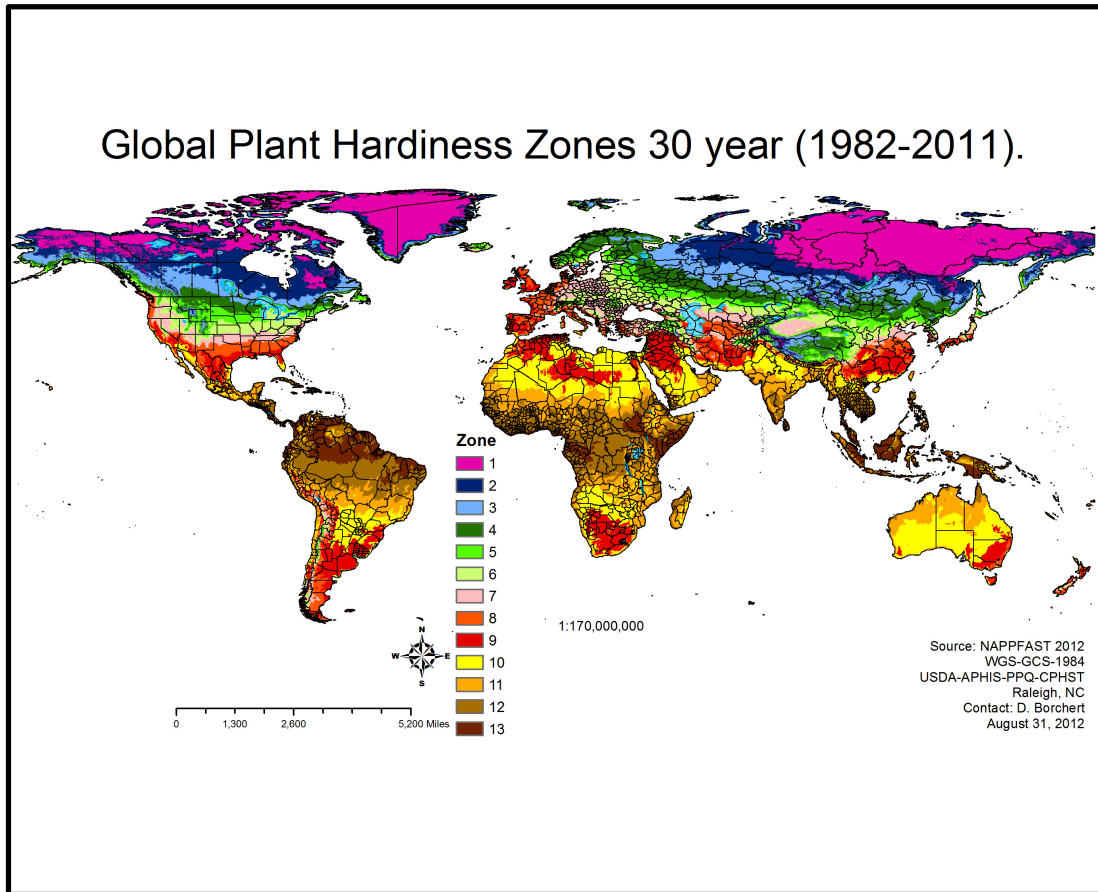 Global Plant Hardiness Zones 30 year (1982-2011).
Zone
1
2
3
4
5
6
7
8
9
10
11
12
13
1:170,000,000
N
W E
S
0 1,300 2,600 5,200 Miles
Source: NAPPFAST 2012
WGS-GCS-1984
USDA-APHIS-PPQ-CPHST
Raleigh, NC
Contact: D. Borchert
August 31, 2012